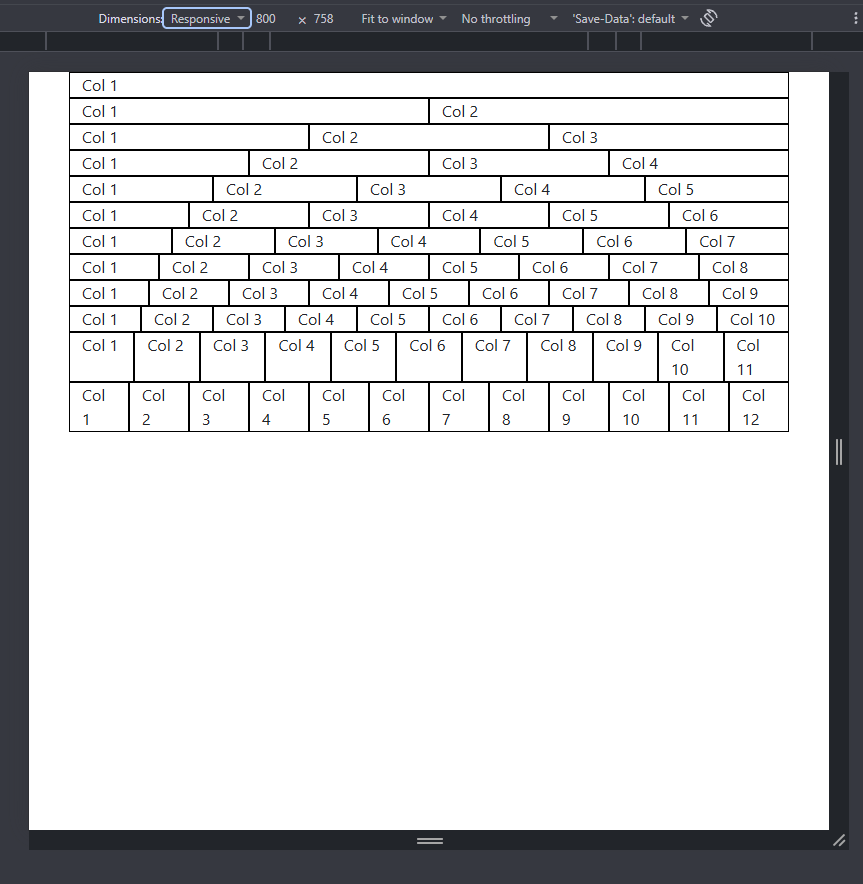 Dimensions: Responsive 800 × 758 Fit to window No throttling 'Save-Data': default
Col 1
Col 1 Col 2
Col 1 Col 2 Col 3
Col 1 Col 2 Col 3 Col 4
Col 1 Col 2 Col 3 Col 4 Col 5
Col 1 Col 2 Col 3 Col 4 Col 5 Col 6
Col 1 Col 2 Col 3 Col 4 Col 5 Col 6 Col 7
Col 1 Col 2 Col 3 Col 4 Col 5 Col 6 Col 7 Col 8
Col 1 Col 2 Col 3 Col 4 Col 5 Col 6 Col 7 Col 8 Col 9
Col 1 Col 2 Col 3 Col 4 Col 5 Col 6 Col 7 Col 8 Col 9 Col 10
Col 1 Col 2 Col 3 Col 4 Col 5 Col 6 Col 7 Col 8 Col 9 Col Col
10 11
Col Col Col Col Col Col Col Col Col Col Col Col
1 2 3 4 5 6 7 8 9 10 11 12